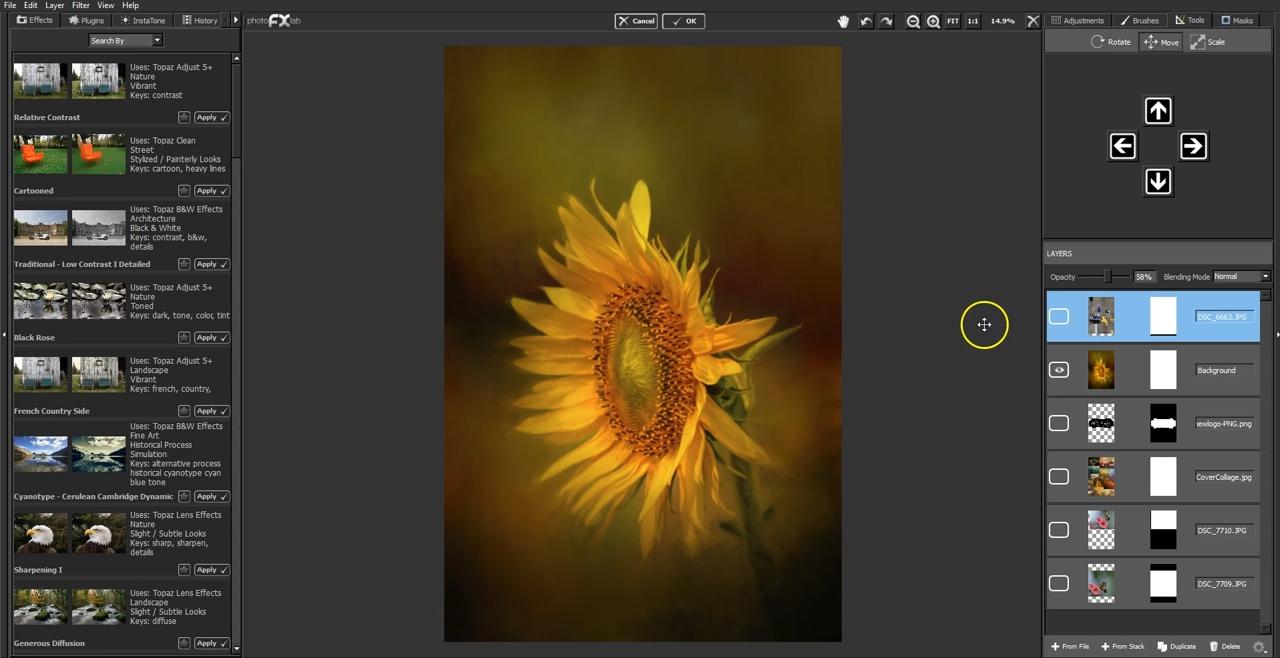 File Edit Layer Filter View Help
Effects Plugins InstaTone History
photo FX lab
Cancel OK
FIT 1:1 14.9%
Adjustments Brushes Tools Masks
Search By
Rotate Move Scale
Uses: Topaz Adjust 5+
Nature
Vibrant
Keys: contrast
Relative Contrast Apply
Uses: Topaz Clean
Street
Stylized / Painterly Looks
Keys: cartoon, heavy lines
Cartooned Apply
Uses: Topaz B&W Effects
Architecture
Black & White
Keys: contrast, b&w,
details
Traditional - Low Contrast I Detailed Apply
Uses: Topaz Adjust 5+
Nature
Toned
Keys: dark, tone, color, tint
Black Rose Apply
Uses: Topaz Adjust 5+
Landscape
Vibrant
Keys: french, country,
French Country Side Apply
Uses: Topaz B&W Effects
Fine Art
Historical Process
Simulation
Keys: alternative process
historical cyanotype cyan
blue tone
Cyanotype - Cerulean Cambridge Dynamic Apply
Uses: Topaz Lens Effects
Nature
Slight / Subtle Looks
Keys: sharp, sharpen,
details
Sharpening I Apply
Uses: Topaz Lens Effects
Landscape
Slight / Subtle Looks
Keys: diffuse
Generous Diffusion Apply
LAYERS
Opacity 58% Blending Mode Normal
DSC_6663.JPG
Background
ewlogo-PNG.png
CoverCollage.jpg
DSC_7710.JPG
DSC_7709.JPG
From File From Stack Duplicate Delete